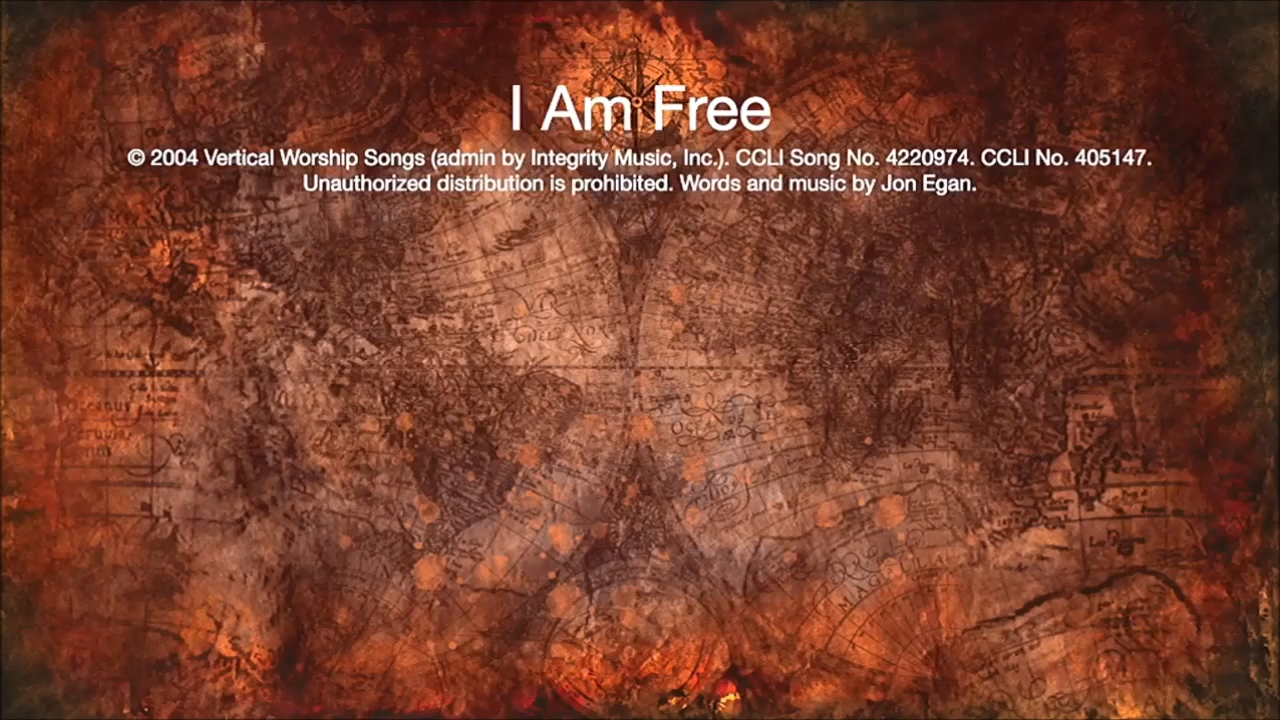 I Am Free
© 2004 Vertical Worship Songs (admin by Integrity Music, Inc.). CCLI Song No. 4220974. CCLI No. 405147.
Unauthorized distribution is prohibited. Words and music by Jon Egan.